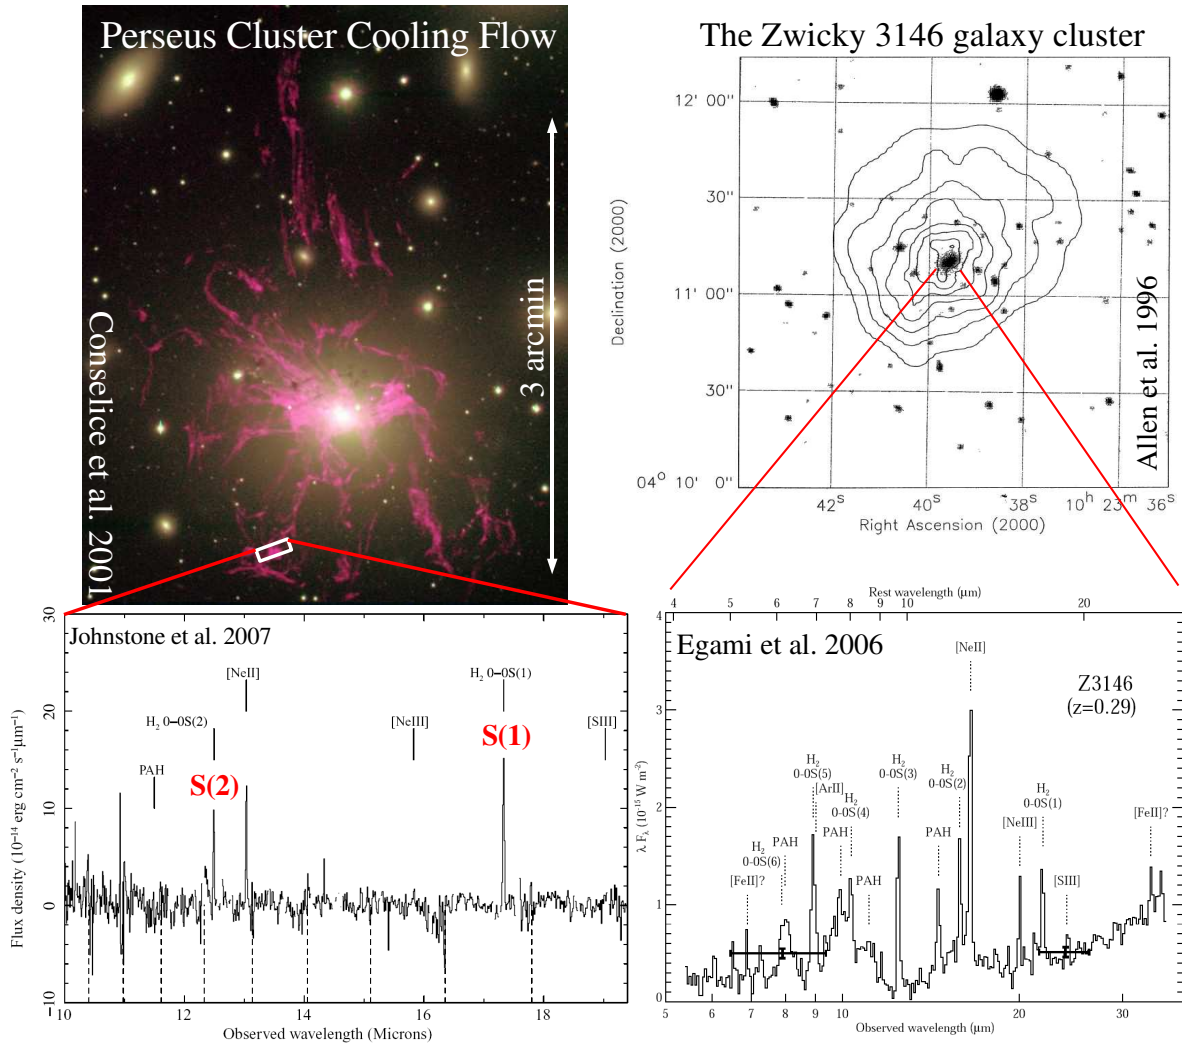 Perseus Cluster Cooling Flow
3 arcmin
Conselice et al. 2001
The Zwicky 3146 galaxy cluster
12' 00"
30"
11' 00"
30"
04° 10' 0"
Declination (2000)
42s 40s 38s 10h 23m 36s
Right Ascension (2000)
Allen et al. 1996
Johnstone et al. 2007
[NeII]
H2 0–0S(1)
H2 0–0S(2)
[NeIII]
[SIII]
S(1)
PAH
S(2)
30
20
10
0
−10
Flux density (10−14 erg cm−2 s−1μm−1)
10 12 14 16 18
Observed wavelength (Microns)
Rest wavelength (μm)
4 5 6 7 8 9 10 20
Egami et al. 2006
[NeII]
Z3146
(z=0.29)
H2
0-0S(5)
[ArII]
H2
0-0S(4)
H2
0-0S(3)
H2
0-0S(2)
H2
0-0S(1)
[NeIII]
[FeII]?
PAH
PAH
PAH
PAH
H2
0-0S(6)
[FeII]?
[SIII]
4
3
2
1
0
λ Fλ (10-15 W m-2)
5 6 7 8 9 10 20 30
Observed wavelength (μm)